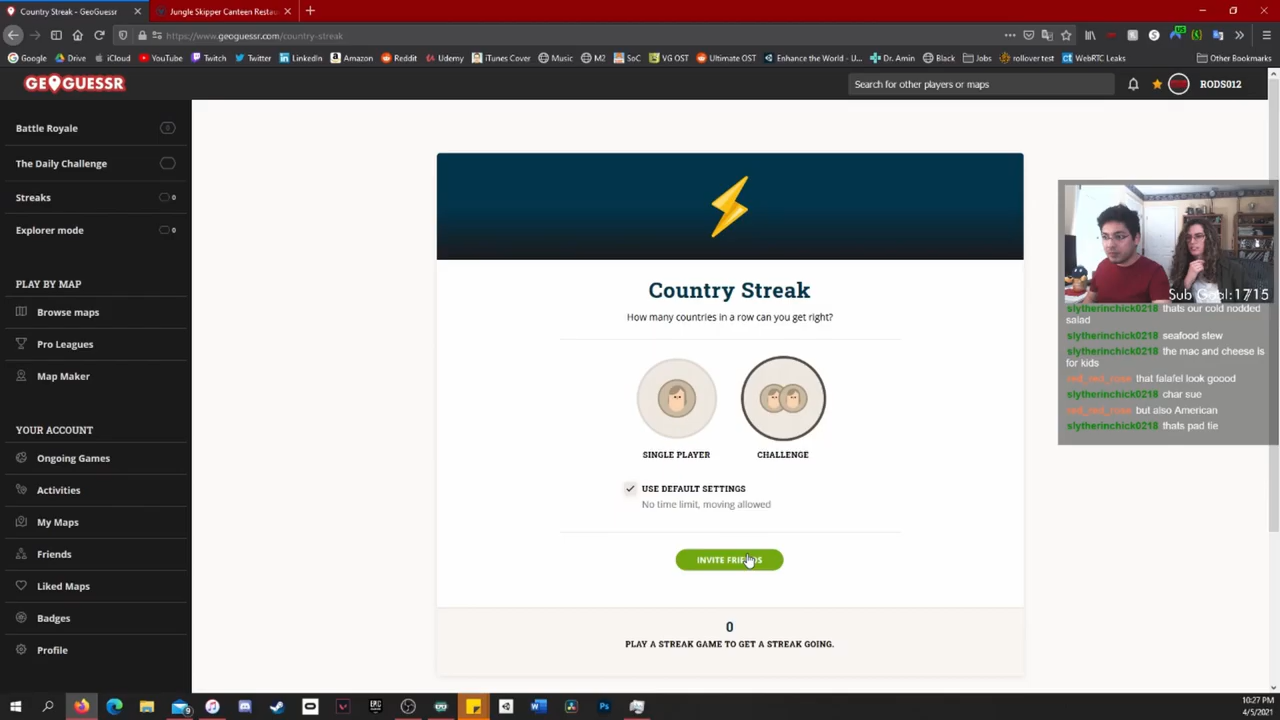 Country Streak - GeoGuessr
Jungle Skipper Canteen Restau
https://www.geoguessr.com/country-streak
Google
Drive
iCloud
YouTube
Twitch
Twitter
LinkedIn
Amazon
Reddit
Udemy
iTunes Cover
Music
M2
SoC
VG OST
Ultimate OST
Enhance the World - U...
Dr. Amin
Black
Jobs
rollover test
WebRTC Leaks
Other Bookmarks
GEOGUESSR
Search for other players or maps
RODS012
Battle Royale
0
The Daily Challenge
Streaks
0
Explorer mode
0
PLAY BY MAP
Browse maps
Pro Leagues
Map Maker
YOUR ACCOUNT
Ongoing Games
Activities
My Maps
Friends
Liked Maps
Badges
Profile
Country Streak
How many countries in a row can you get right?
SINGLE PLAYER
CHALLENGE
USE DEFAULT SETTINGS
No time limit, moving allowed
INVITE FRIENDS
0
PLAY A STREAK GAME TO GET A STREAK GOING.
Sub Goal:17/15
slytherinchick0218 thats our cold nodded
salad
slytherinchick0218 seafood stew
slytherinchick0218 the mac and cheese is
for kids
red_red_rose that falafel look goood
slytherinchick0218 char sue
red_red_rose but also American
slytherinchick0218 thats pad tie
10:27 PM
4/5/2021